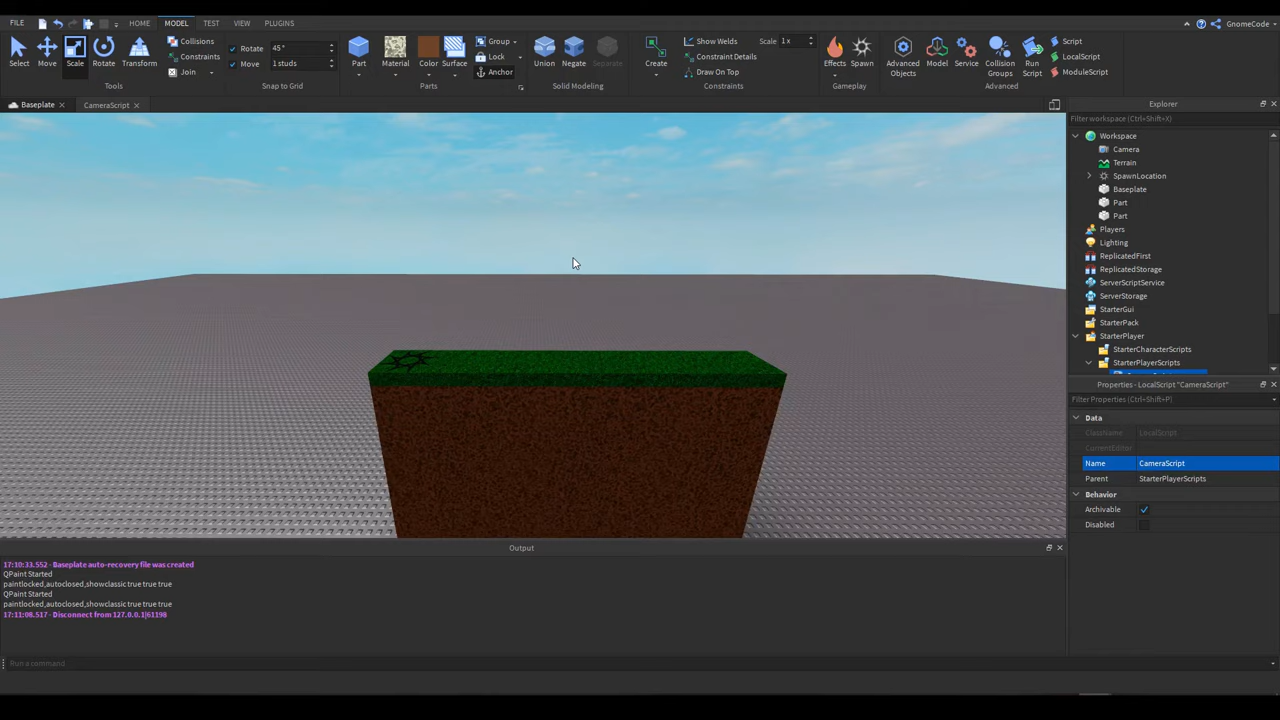 FILE HOME MODEL TEST VIEW PLUGINS GnomeCode
Select Move Scale Rotate Transform
Collisions
Constraints
Join
Tools
Rotate 45°
Move 1 studs
Snap to Grid
Part Material Color Surface
Group
Lock
Anchor
Parts
Union Negate Separate
Solid Modeling
Create
Show Welds Scale 1 x
Constraint Details
Draw On Top
Constraints
Effects Spawn
Gameplay
Advanced Objects Model Service Collision Groups Run Script
Script
LocalScript
ModuleScript
Advanced
Baseplate CameraScript
Explorer
Filter workspace (Ctrl+Shift+X)
Workspace
Camera
Terrain
SpawnLocation
Baseplate
Part
Part
Players
Lighting
ReplicatedFirst
ReplicatedStorage
ServerScriptService
ServerStorage
StarterGui
StarterPack
StarterPlayer
StarterCharacterScripts
StarterPlayerScripts
Properties - LocalScript "CameraScript"
Filter Properties (Ctrl+Shift+P)
Data
ClassName LocalScript
CurrentEditor
Name CameraScript
Parent StarterPlayerScripts
Behavior
Archivable
Disabled
Output
17:10:33.552 - Baseplate auto-recovery file was created
QPaint Started
paintlocked,autoclosed,showclassic true true true
QPaint Started
paintlocked,autoclosed,showclassic true true true
17:11:08.517 - Disconnect from 127.0.0.1|61198
Run a command